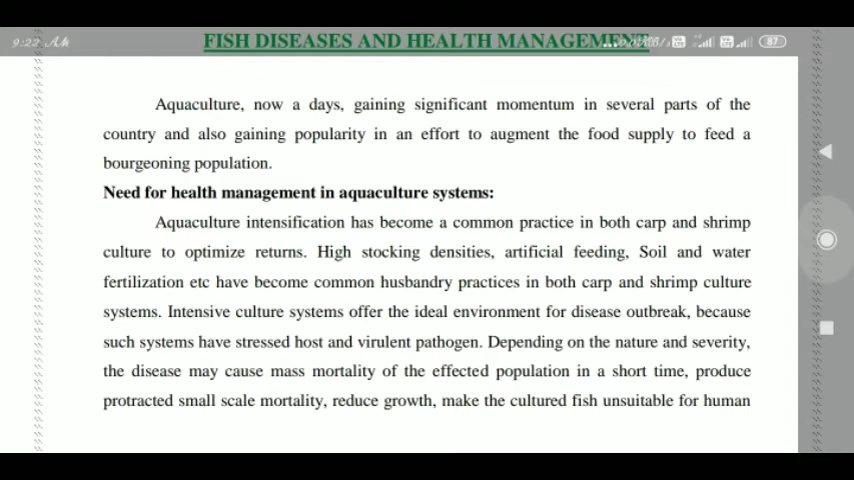 9:22 AM
FISH DISEASES AND HEALTH MANAGEMENT
87
Aquaculture, now a days, gaining significant momentum in several parts of the
country and also gaining popularity in an effort to augment the food supply to feed a
bourgeoning population.
Need for health management in aquaculture systems:
Aquaculture intensification has become a common practice in both carp and shrimp
culture to optimize returns. High stocking densities, artificial feeding, Soil and water
fertilization etc have become common husbandry practices in both carp and shrimp culture
systems. Intensive culture systems offer the ideal environment for disease outbreak, because
such systems have stressed host and virulent pathogen. Depending on the nature and severity,
the disease may cause mass mortality of the effected population in a short time, produce
protracted small scale mortality, reduce growth, make the cultured fish unsuitable for human